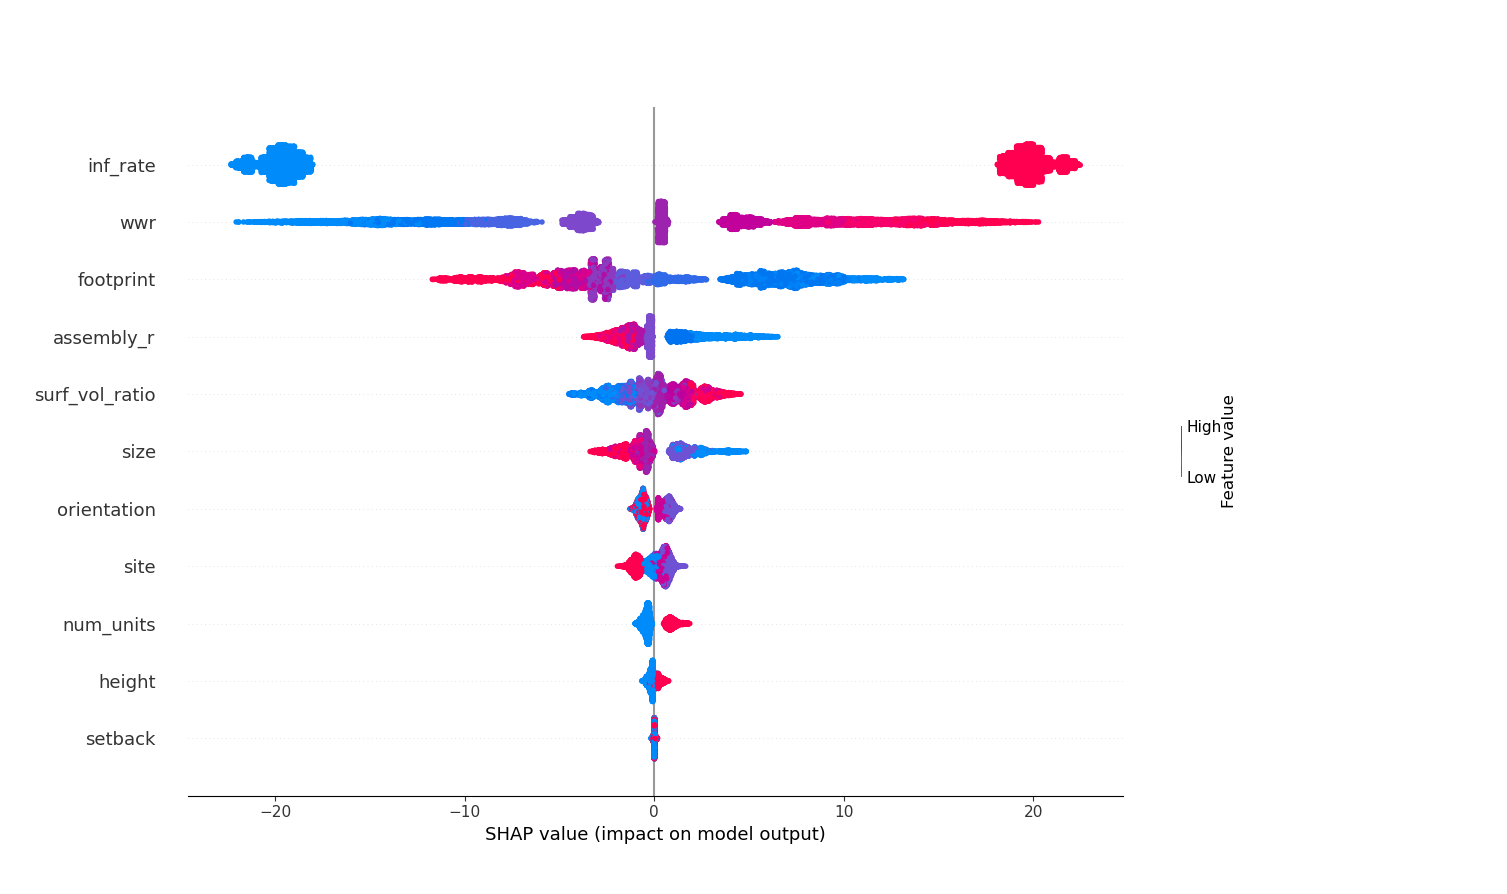 inf_rate
wwr
footprint
assembly_r
surf_vol_ratio
size
orientation
site
num_units
height
setback
−20
−10
0
10
20
SHAP value (impact on model output)
High
Low
Feature value